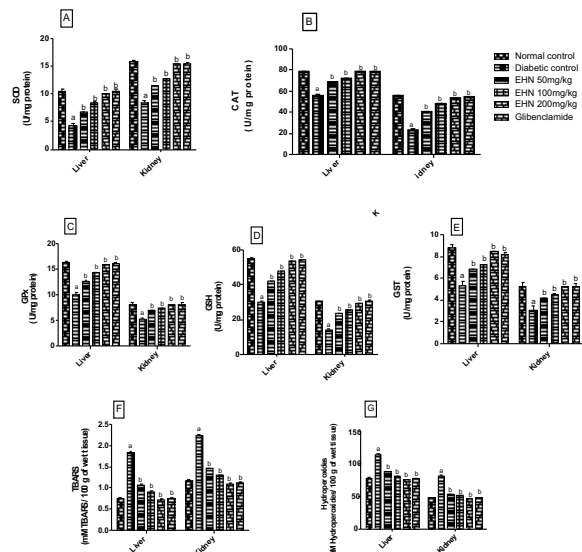 A
20
15
10
5
0
SOD
(U/mg protein)
a
b
b
b
b
a
b
b
b
b
Liver
Kidney
B
100
80
60
40
20
0
CAT
(U/mg protein)
a
b
b
b
b
a
b
b
b
b
Liver
idney
K
Normal control
Diabetic control
EHN 50mg/kg
EHN 100mg/kg
EHN 200mg/kg
Glibenclamide
C
20
15
10
5
0
GPx
(U/mg protein)
a
b
b
b
b
a
b
b
b
b
Liver
Kidney
D
60
40
20
0
GSH
(U/mg protein)
a
b
b
b
b
a
b
b
b
b
Liver
Kidney
E
8
6
4
2
0
GST
(U/mg protein)
a
b
b
b
b
a
b
b
b
b
Liver
Kidney
F
2.5
2.0
1.5
1.0
0.5
0.0
TBARS
(mM TBARS/ 100 g of wet tissue)
a
b
b
b
b
a
b
b
b
b
Liver
Kidney
G
150
100
50
0
Hydroperoxides
M Hydroperoxides/ 100 g of wet tissue)
a
b
b
b
b
a
b
b
b
b
Liver
Kidney